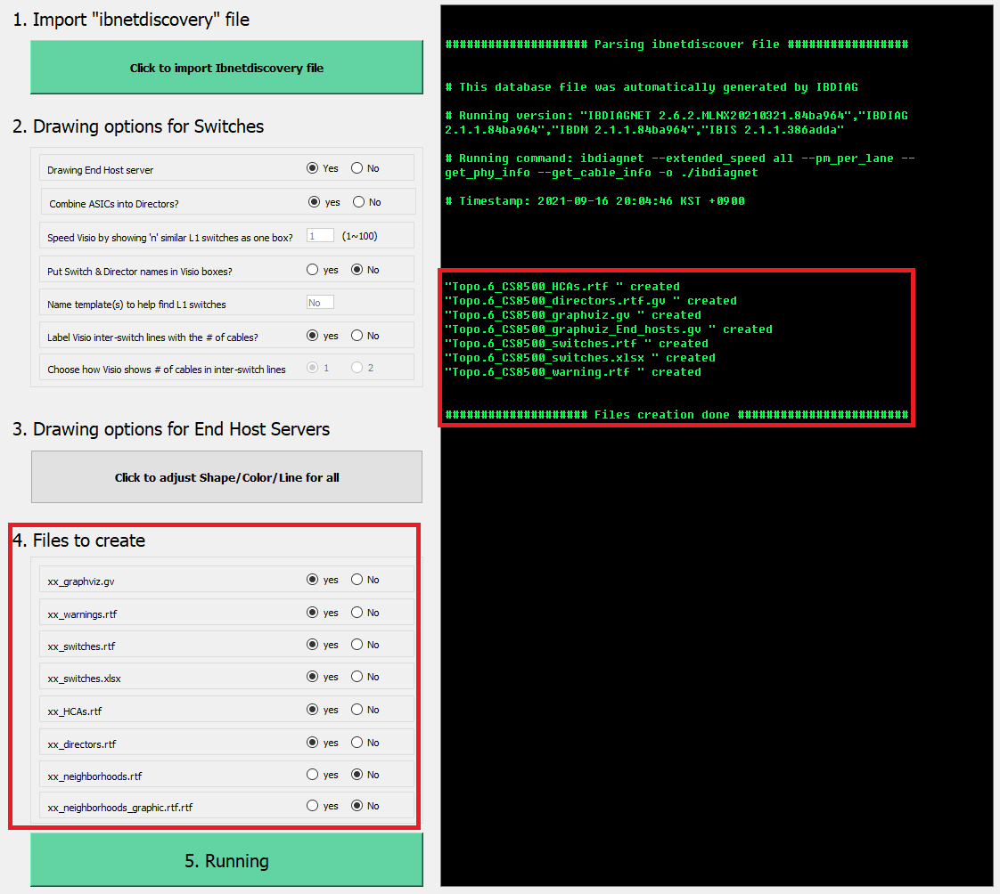 1. Import "ibnetdiscovery" file
Click to import Ibnetdiscovery file
2. Drawing options for Switches
Drawing End Host server Yes No
Combine ASICs into Directors? yes No
Speed Visio by showing 'n' similar L1 switches as one box? 1 (1~100)
Put Switch & Director names in Visio boxes? yes No
Name template(s) to help find L1 switches No
Label Visio inter-switch lines with the # of cables? yes No
Choose how Visio shows # of cables in inter-switch lines 1 2
3. Drawing options for End Host Servers
Click to adjust Shape/Color/Line for all
4. Files to create
xx_graphviz.gv yes No
xx_warnings.rtf yes No
xx_switches.rtf yes No
xx_switches.xlsx yes No
xx_HCAs.rtf yes No
xx_directors.rtf yes No
xx_neighborhoods.rtf yes No
xx_neighborhoods_graphic.rtf.rtf yes No
5. Running
#################### Parsing ibnetdiscover file #################
# This database file was automatically generated by IBDIAG
# Running version: "IBDIAGNET 2.6.2.MLNX20210321.84ba964","IBDIAG
2.1.1.84ba964","IBDM 2.1.1.84ba964","IBIS 2.1.1.386adda"
# Running command: ibdiagnet --extended_speed all --pm_per_lane --
get_phy_info --get_cable_info -o ./ibdiagnet
# Timestamp: 2021-09-16 20:04:46 KST +0900
"Topo.6_CS8500_HCAs.rtf " created
"Topo.6_CS8500_directors.rtf.gv " created
"Topo.6_CS8500_graphviz.gv " created
"Topo.6_CS8500_graphviz_End_hosts.gv " created
"Topo.6_CS8500_switches.rtf " created
"Topo.6_CS8500_switches.xlsx " created
"Topo.6_CS8500_warning.rtf " created
#################### Files creation done ########################